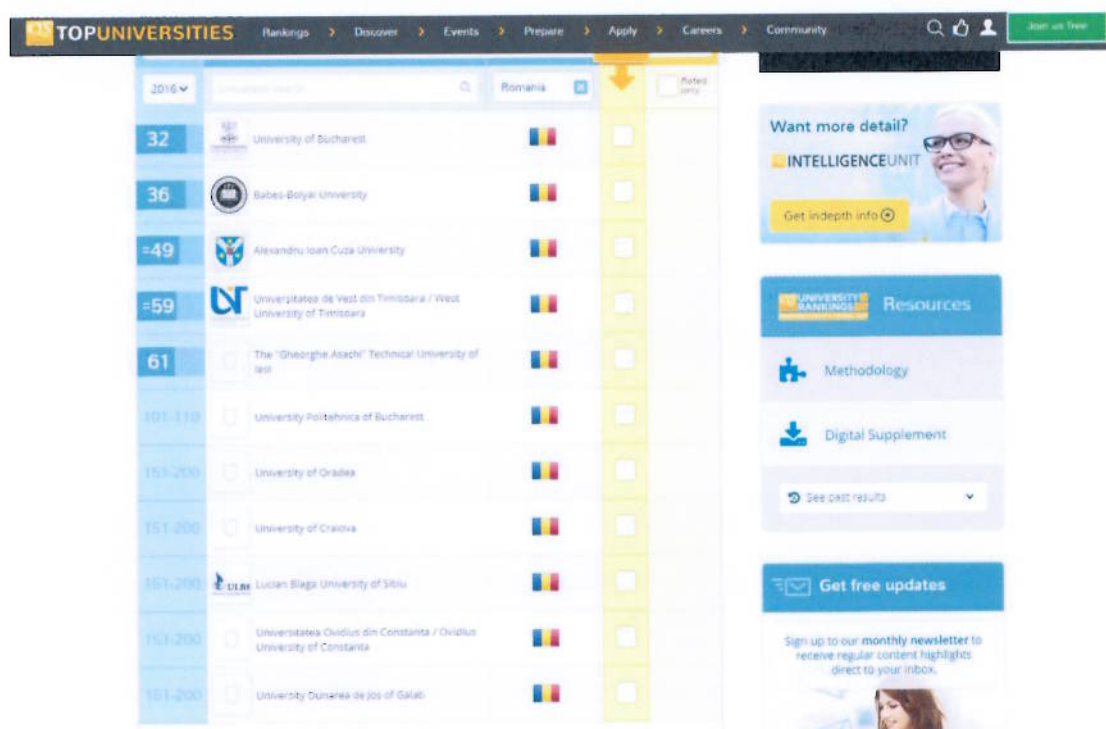 QS TOPUNIVERSITIES Rankings > Discover > Events > Prepare > Apply > Careers > Community Join us free
2016 Romania Rated
only
32 University of Bucharest
36 Babes-Bolyai University
=49 Alexandru Ioan Cuza University
=59 Universitatea de Vest din Timisoara / West
University of Timisoara
61 The "Gheorghe Asachi" Technical University of
Iasi
University Politehnica of Bucharest
151-200 University of Oradea
151-200 University of Craiova
151-200 ULBS Lucian Blaga University of Sibiu
151-200 Universitatea Ovidius din Constanta / Ovidius
University of Constanta
151-200 University Dunarea de Jos of Galati
Want more detail?
INTELLIGENCEUNIT
Get indepth info
QS UNIVERSITY
RANKINGS
Resources
Methodology
Digital Supplement
See past results
Get free updates
Sign up to our monthly newsletter to
receive regular content highlights
direct to your inbox.